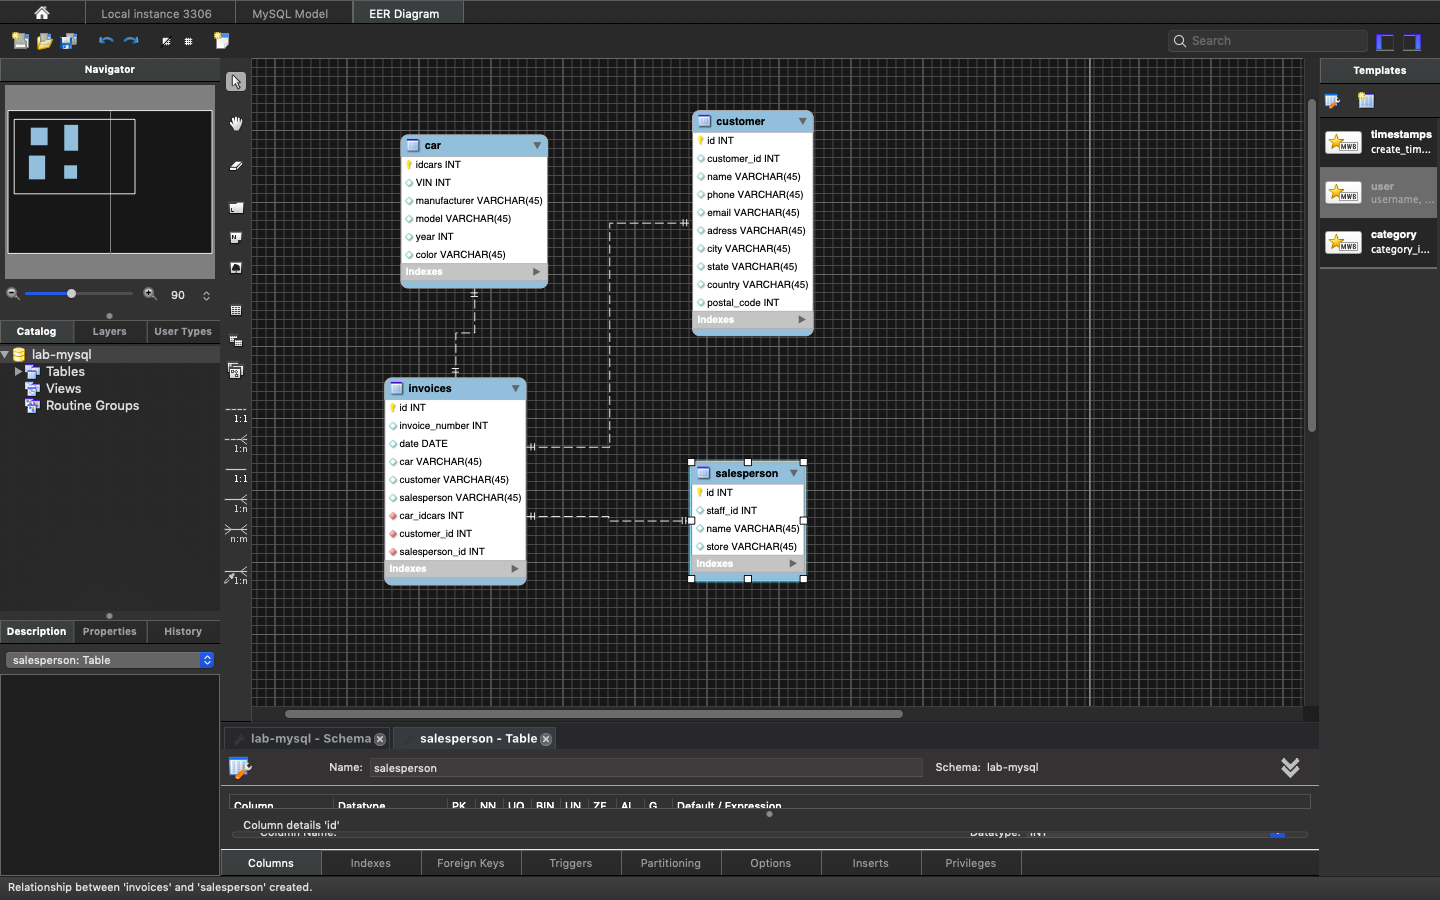 Local instance 3306
MySQL Model
EER Diagram
Search
Navigator
90
Catalog
Layers
User Types
lab-mysql
Tables
Views
Routine Groups
Description
Properties
History
salesperson: Table
1:1
1:n
1:1
1:n
n:m
1:n
car
idcars INT
VIN INT
manufacturer VARCHAR(45)
model VARCHAR(45)
year INT
color VARCHAR(45)
Indexes
customer
id INT
customer_id INT
name VARCHAR(45)
phone VARCHAR(45)
email VARCHAR(45)
adress VARCHAR(45)
city VARCHAR(45)
state VARCHAR(45)
country VARCHAR(45)
postal_code INT
Indexes
invoices
id INT
invoice_number INT
date DATE
car VARCHAR(45)
customer VARCHAR(45)
salesperson VARCHAR(45)
car_idcars INT
customer_id INT
salesperson_id INT
Indexes
salesperson
id INT
staff_id INT
name VARCHAR(45)
store VARCHAR(45)
Indexes
Templates
timestamps
create_tim...
MWB
user
username, ...
MWB
category
category_i...
MWB
lab-mysql - Schema
salesperson - Table
Name: salesperson
Schema: lab-mysql
Column Datatype PK NN UQ BIN UN ZF AI G Default / Expression
Column details 'id'
Column Name: Datatype: INT
Columns
Indexes
Foreign Keys
Triggers
Partitioning
Options
Inserts
Privileges
Relationship between 'invoices' and 'salesperson' created.